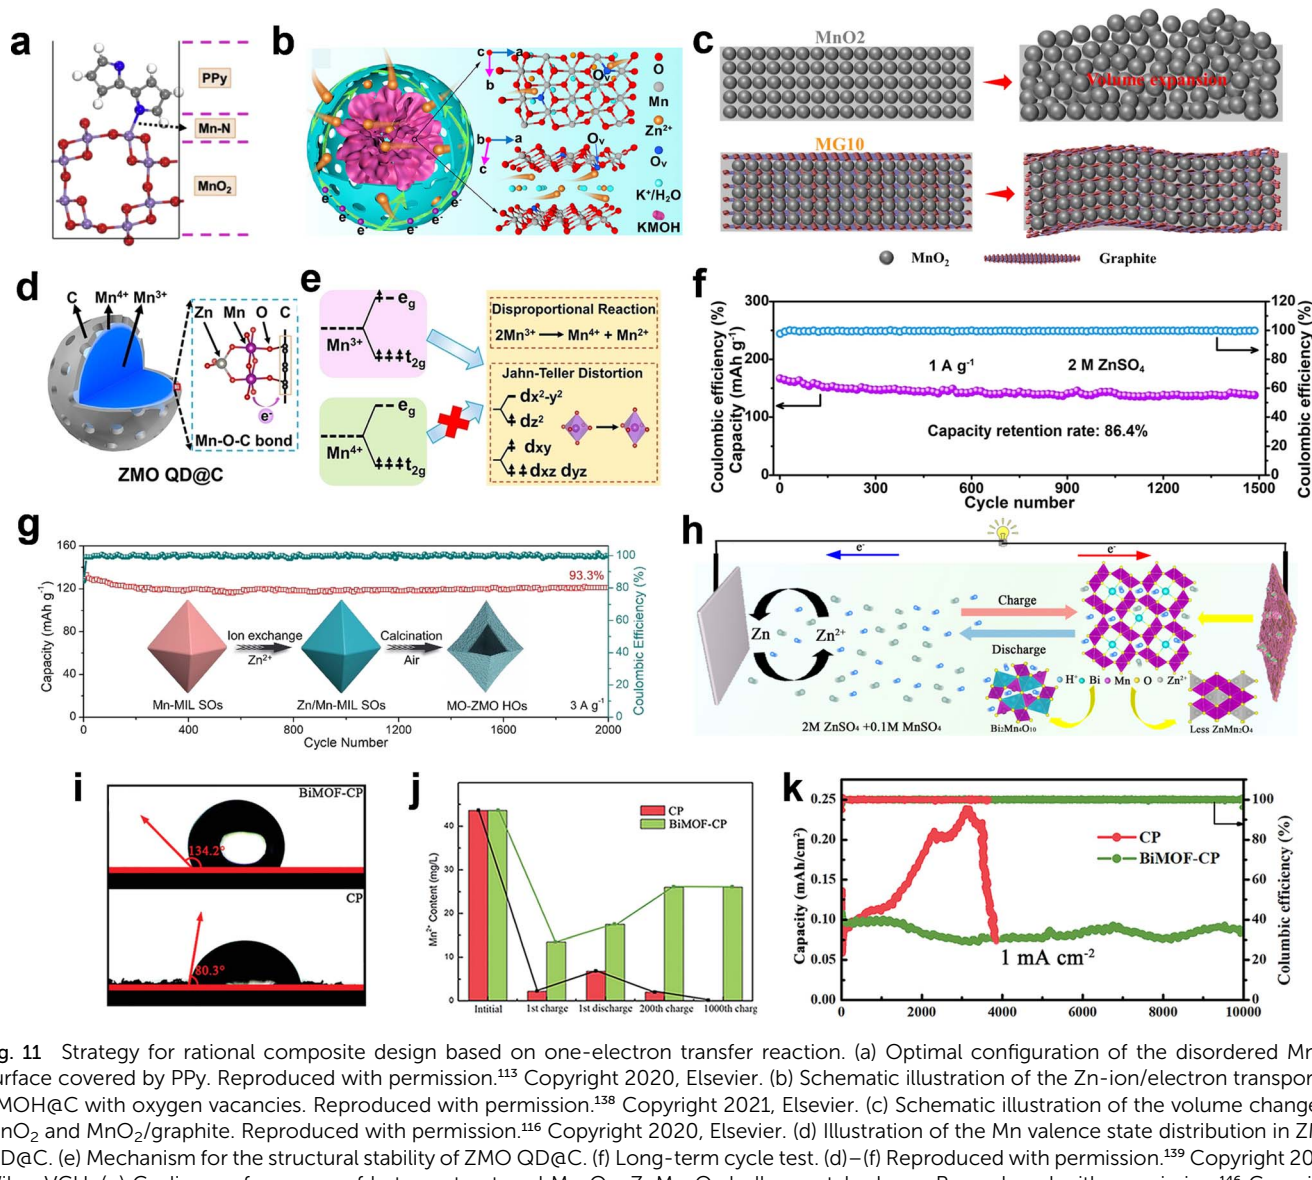 a
PPy
Mn-N
MnO₂
b
c
a
b
Oᵥ
b
a
c
Oᵥ
e⁻ e⁻ e⁻ e⁻ e⁻ e⁻
O
Mn
Zn²⁺
Oᵥ
K⁺/H₂O
KMOH
c
MnO2
Volume expansion
MG10
MnO₂
Graphite
d
C Mn⁴⁺ Mn³⁺
Zn Mn O C
e⁻
Mn-O-C bond
ZMO QD@C
e
e_g
Mn³⁺
t₂g
e_g
Mn⁴⁺
t₂g
Disproportional Reaction
2Mn³⁺ → Mn⁴⁺ + Mn²⁺
Jahn-Teller Distortion
dx²-y²
dz²
dxy
dxz dyz
f
Coulombic efficiency (%)
Capacity (mAh g⁻¹)
300
250
200
150
100
50
0
120
100
80
60
40
20
0
Coulombic efficiency (%)
1 A g⁻¹ 2 M ZnSO₄
Capacity retention rate: 86.4%
0 300 600 900 1200 1500
Cycle number
g
Capacity (mAh g⁻¹)
160
120
80
40
0
100
80
60
40
20
0
Coulombic Efficiency (%)
93.3%
Ion exchange
Zn²⁺
Calcination
Air
Mn-MIL SOs Zn/Mn-MIL SOs MO-ZMO HOs
3 A g⁻¹
0 400 800 1200 1600 2000
Cycle Number
h
e⁻ e⁻
Zn Zn²⁺
Charge
Discharge
H⁺ Bi Mn O Zn²⁺
2M ZnSO₄ +0.1M MnSO₄
Bi₂Mn₄O₁₀
Less ZnMn₂O₄
i
BiMOF-CP
134.2°
CP
80.3°
j
Mn²⁺ Content (mg/L)
40
30
20
10
0
CP
BiMOF-CP
Intitial 1st charge 1st discharge 200th charge 1000th charg
k
Capacity (mAh/cm²)
0.25
0.20
0.15
0.10
0.05
0.00
100
80
60
40
20
0
Columbic efficiency (%)
CP
BiMOF-CP
1 mA cm⁻²
0 2000 4000 6000 8000 10000
g. 11 Strategy for rational composite design based on one-electron transfer reaction. (a) Optimal configuration of the disordered Mn
urface covered by PPy. Reproduced with permission.¹¹³ Copyright 2020, Elsevier. (b) Schematic illustration of the Zn-ion/electron transpor
MOH@C with oxygen vacancies. Reproduced with permission.¹³⁸ Copyright 2021, Elsevier. (c) Schematic illustration of the volume change
nO₂ and MnO₂/graphite. Reproduced with permission.¹¹⁶ Copyright 2020, Elsevier. (d) Illustration of the Mn valence state distribution in ZM
D@C. (e) Mechanism for the structural stability of ZMO QD@C. (f) Long-term cycle test. (d)–(f) Reproduced with permission.¹³⁹ Copyright 20